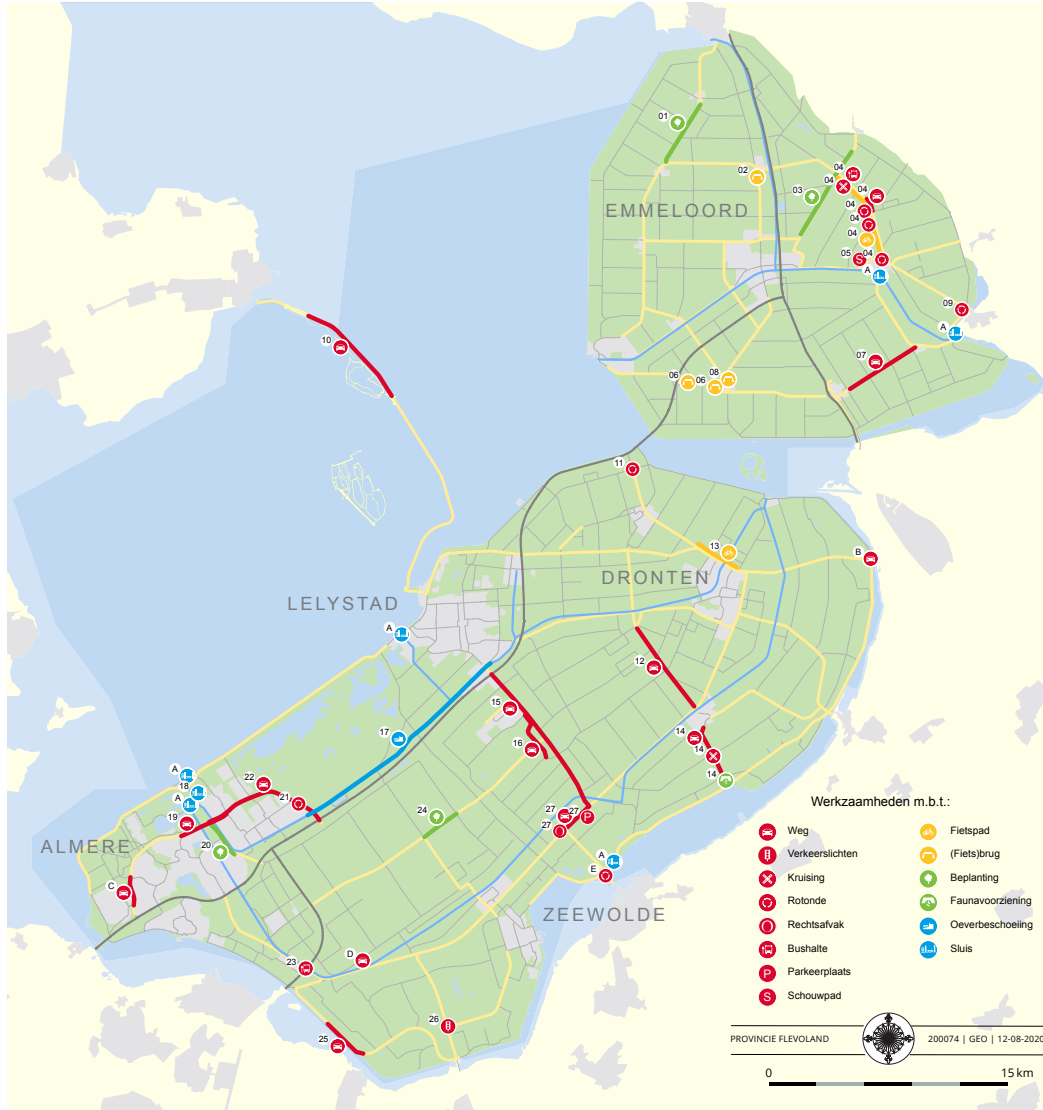 01
02
04
04
03
04
EMMELOORD
04
04
04
05
04
A
09
A
10
07
06
06
08
11
13
B
DRONTEN
LELYSTAD
A
12
15
17
16
14
14
14
A
22
18
21
A
19
24
27
27
27
Werkzaamheden m.b.t.:
P
Weg
Fietspad
ALMERE
20
Verkeerslichten
(Fiets)brug
A
E
Kruising
Beplanting
C
Rotonde
Faunavoorziening
ZEEWOLDE
Rechtsafvak
Oeverbeschoeiing
Bushalte
Sluis
D
23
P
Parkeerplaats
S
Schouwpad
26
25
PROVINCIE FLEVOLAND
200074 | GEO | 12-08-2020
0
15 km
S